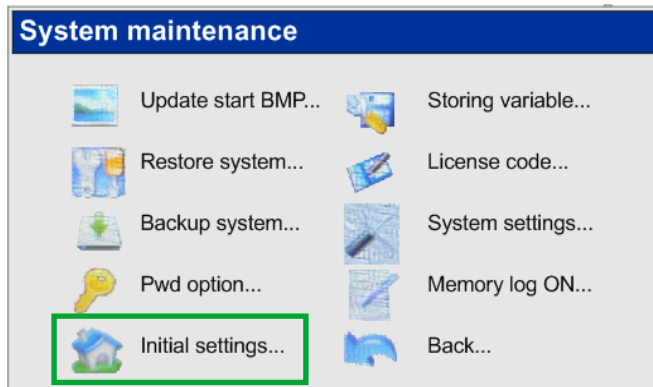 System maintenance
Update start BMP...
Storing variable...
Restore system...
License code...
Backup system...
System settings...
Pwd option...
Memory log ON...
Initial settings...
Back...